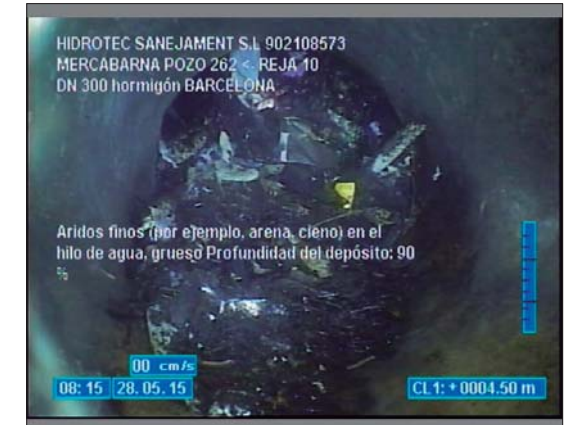 HIDROTEC SANEJAMENT S.L 902108573
MERCABARNA POZO 262 <- REJA 10
DN 300 hormigón BARCELONA
Aridos finos (por ejemplo, arena, cieno) en el
hilo de agua, grueso Profundidad del depósito: 90
%
00 cm/s
08:15 28.05.15
CL1: +0004.50 m